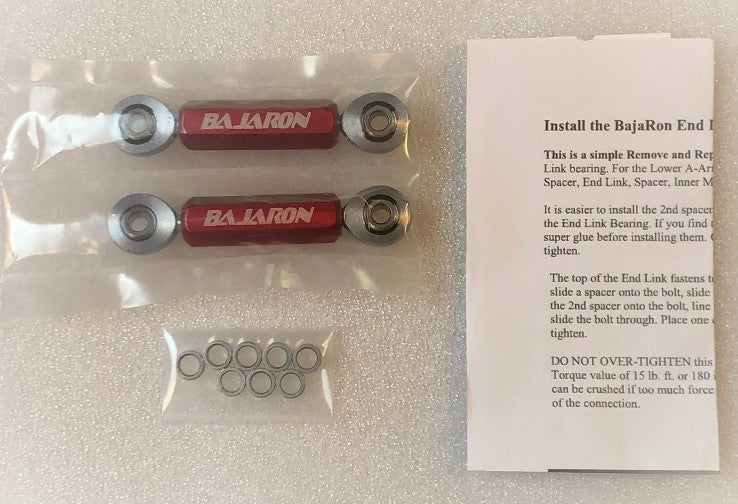 BAJARON
BAJARON
Install the BajaRon End
This is a simple Remove and Rep
Link bearing. For the Lower A-Ar
Spacer, End Link, Spacer, Inner M
It is easier to install the 2nd spacer
the End Link Bearing. If you find
super glue before installing them.
tighten.
The top of the End Link fastens t
slide a spacer onto the bolt, slide
the 2nd spacer onto the bolt, line
slide the bolt through. Place one
tighten.
DO NOT OVER-TIGHTEN this
Torque value of 15 lb. ft. or 180
can be crushed if too much force
of the connection.